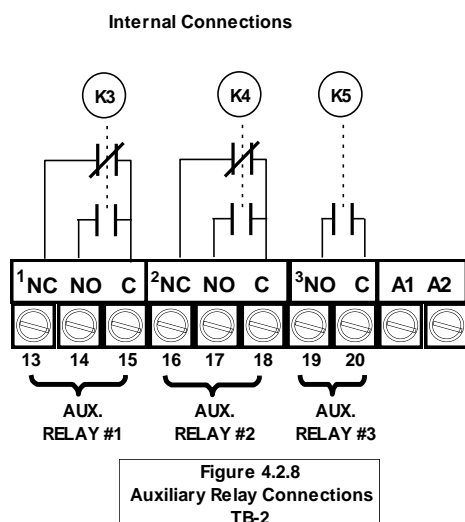 Internal Connections
K3 K4 K5
1NC NO C 2NC NO C 3NO C A1 A2
13 14 15 16 17 18 19 20
AUX. AUX. AUX.
RELAY #1 RELAY #2 RELAY #3
Figure 4.2.8
Auxiliary Relay Connections
TB-2